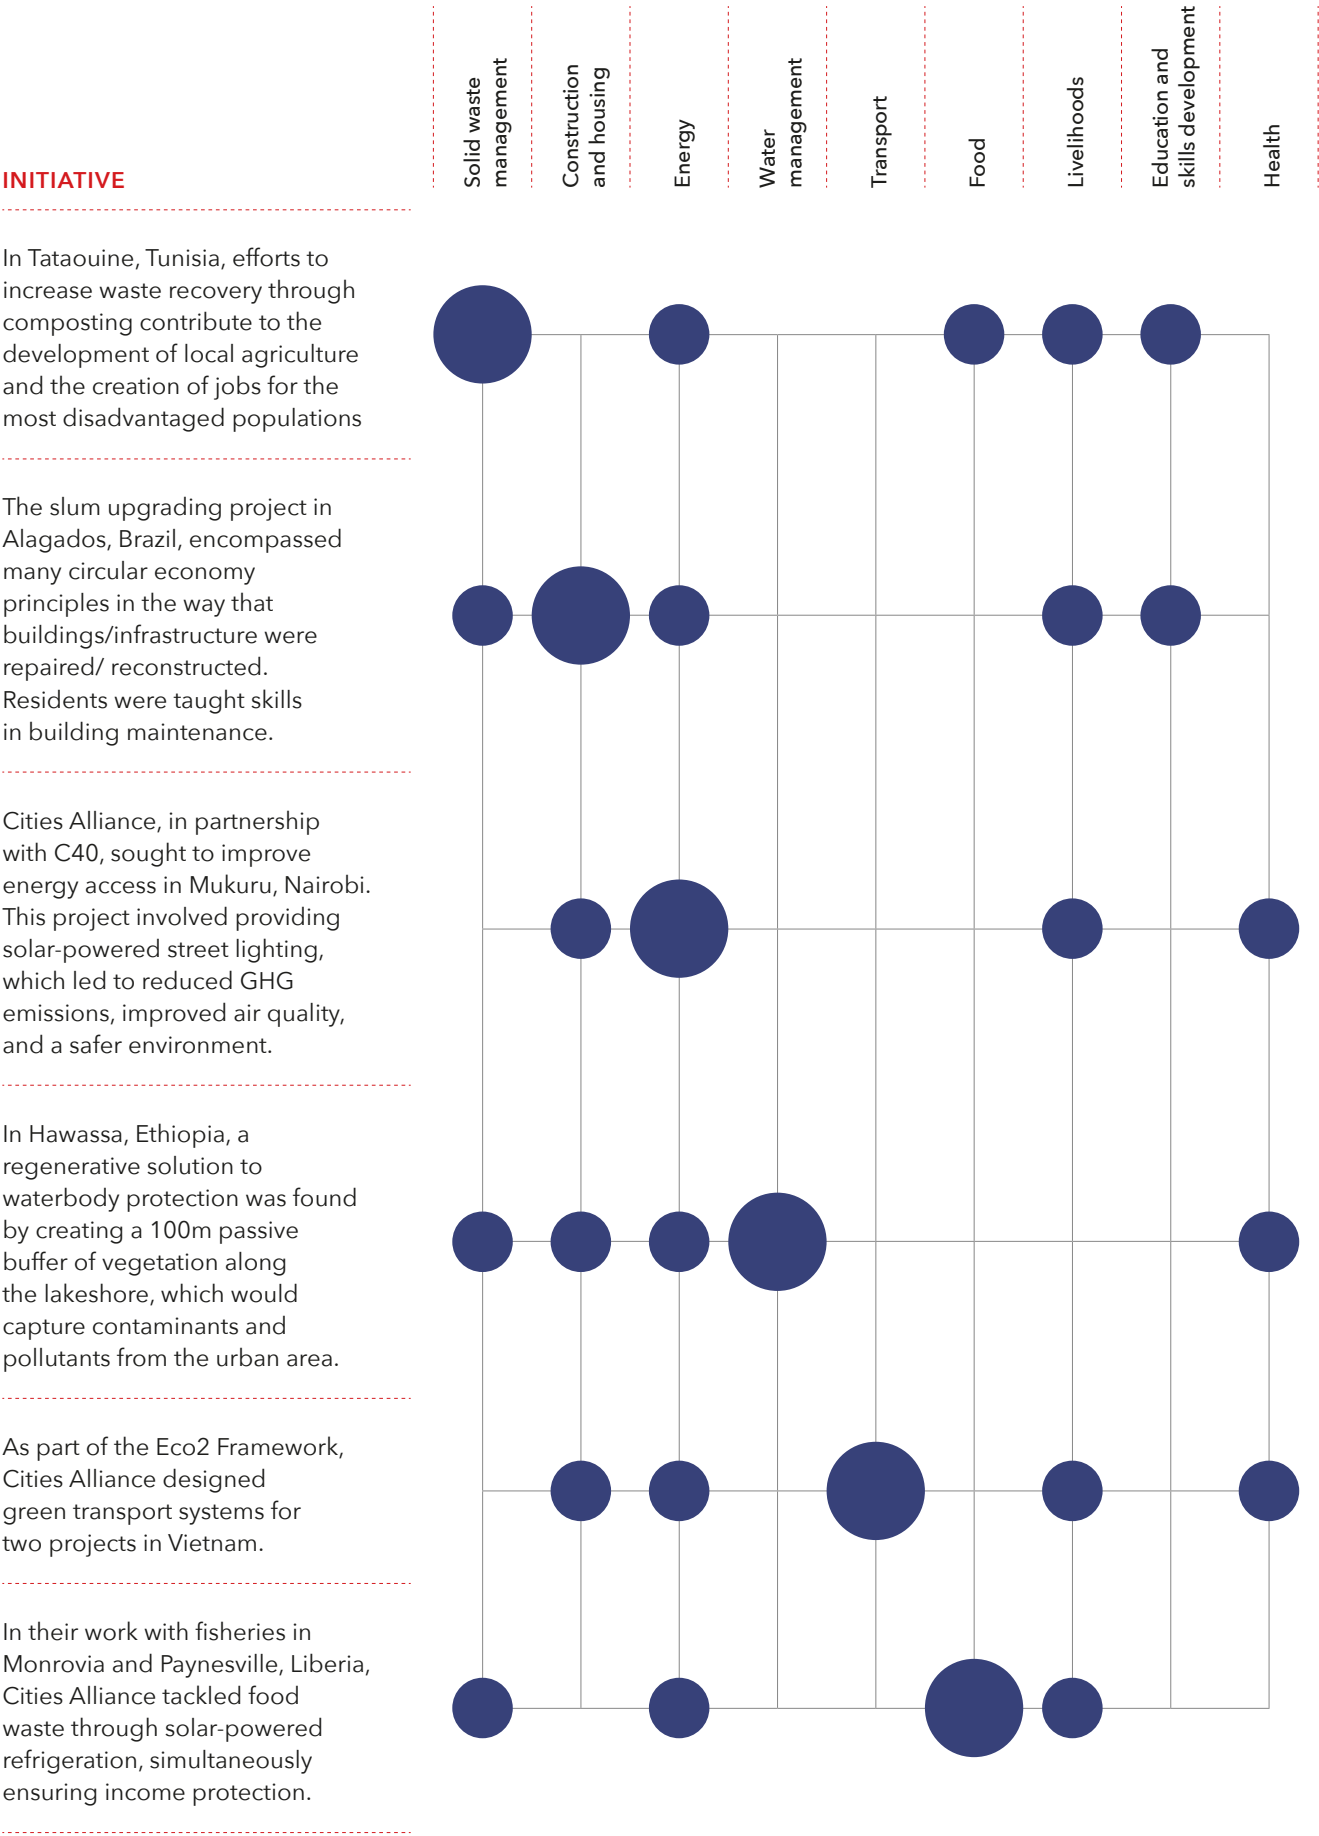 Solid waste
management
Construction
and housing
Energy
Water
management
Transport
Food
Livelihoods
Education and
skills development
Health
INITIATIVE
In Tataouine, Tunisia, efforts to
increase waste recovery through
composting contribute to the
development of local agriculture
and the creation of jobs for the
most disadvantaged populations
The slum upgrading project in
Alagados, Brazil, encompassed
many circular economy
principles in the way that
buildings/infrastructure were
repaired/ reconstructed.
Residents were taught skills
in building maintenance.
Cities Alliance, in partnership
with C40, sought to improve
energy access in Mukuru, Nairobi.
This project involved providing
solar-powered street lighting,
which led to reduced GHG
emissions, improved air quality,
and a safer environment.
In Hawassa, Ethiopia, a
regenerative solution to
waterbody protection was found
by creating a 100m passive
buffer of vegetation along
the lakeshore, which would
capture contaminants and
pollutants from the urban area.
As part of the Eco2 Framework,
Cities Alliance designed
green transport systems for
two projects in Vietnam.
In their work with fisheries in
Monrovia and Paynesville, Liberia,
Cities Alliance tackled food
waste through solar-powered
refrigeration, simultaneously
ensuring income protection.